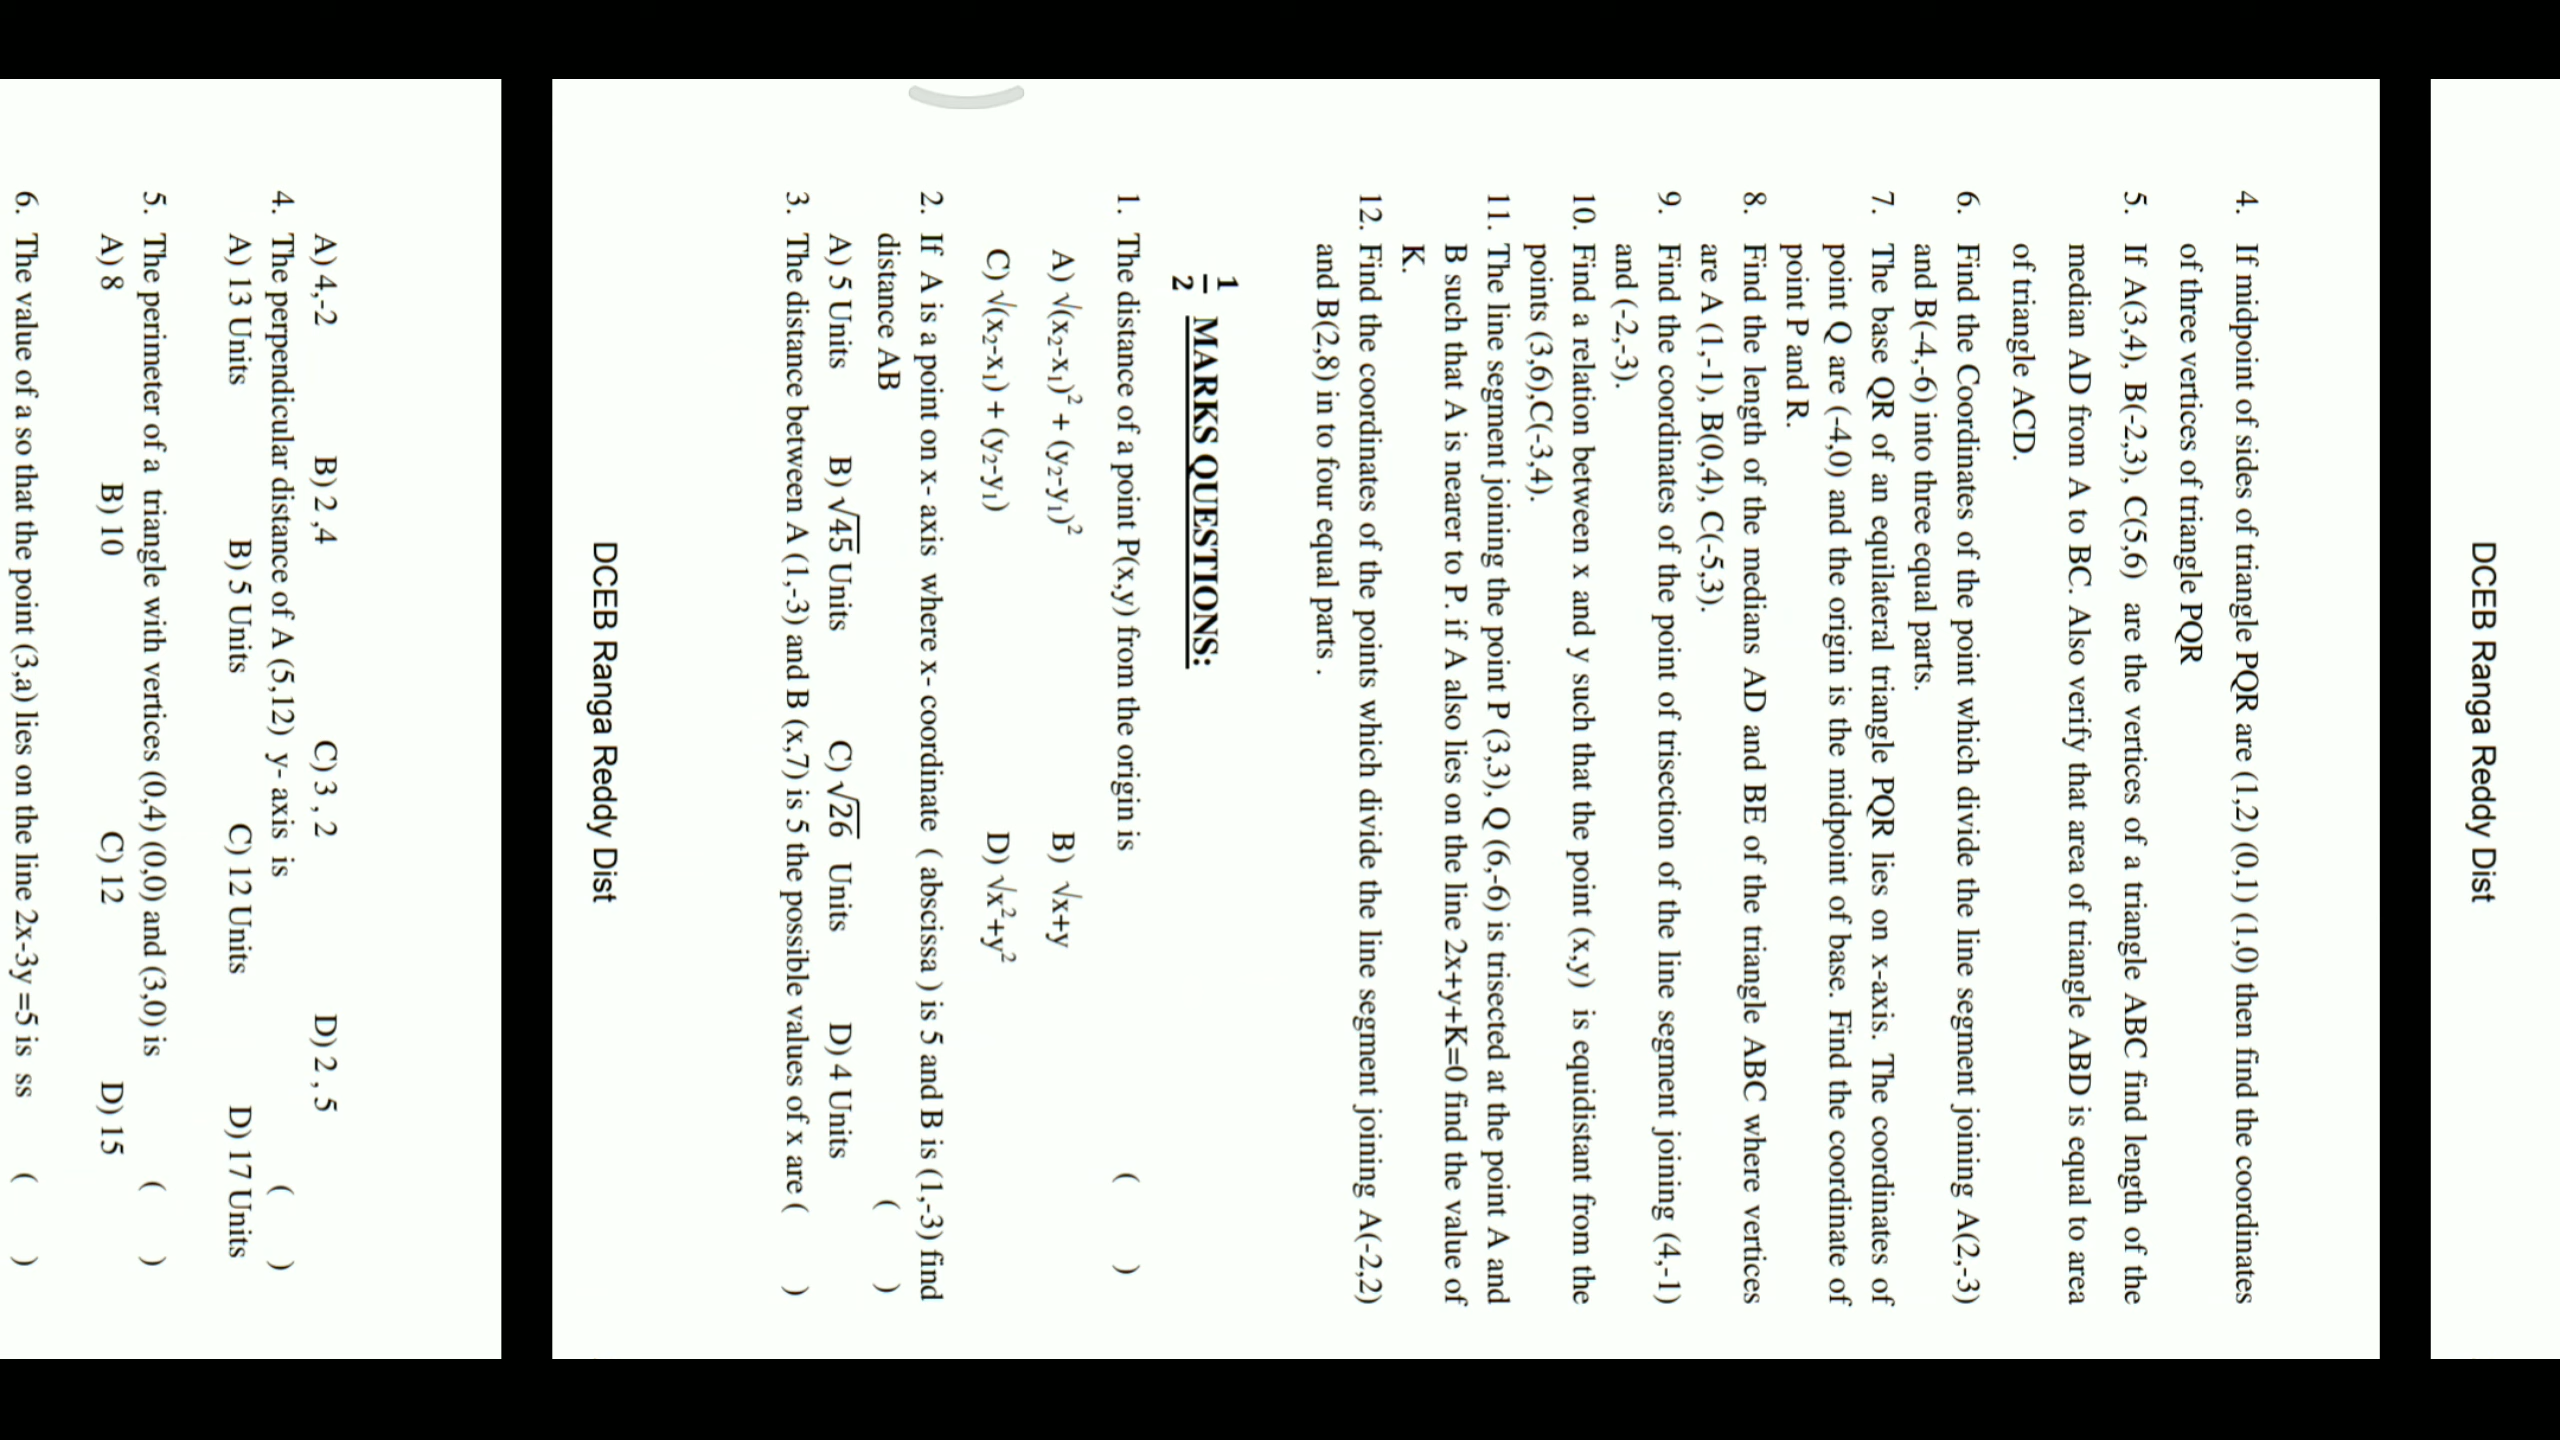 DCEB Ranga Reddy Dist
4. If midpoint of sides of triangle PQR are (1,2) (0,1) (1,0) then find the coordinates
of three vertices of triangle PQR
5. If A(3,4), B(-2,3), C(5,6) are the vertices of a triangle ABC find length of the
median AD from A to BC. Also verify that area of triangle ABD is equal to area
of triangle ACD.
6. Find the Coordinates of the point which divide the line segment joining A(2,-3)
and B(-4,-6) into three equal parts.
7. The base QR of an equilateral triangle PQR lies on x-axis. The coordinates of
point Q are (-4,0) and the origin is the midpoint of base. Find the coordinate of
point P and R.
8. Find the length of the medians AD and BE of the triangle ABC where vertices
are A (1,-1), B(0,4), C(-5,3).
9. Find the coordinates of the point of trisection of the line segment joining (4,-1)
and (-2,-3).
10. Find a relation between x and y such that the point (x,y) is equidistant from the
points (3,6),C(-3,4).
11. The line segment joining the point P (3,3), Q (6,-6) is trisected at the point A and
B such that A is nearer to P. if A also lies on the line 2x+y+K=0 find the value of
K.
12. Find the coordinates of the points which divide the line segment joining A(-2,2)
and B(2,8) in to four equal parts .
1/2 MARKS QUESTIONS:
1. The distance of a point P(x,y) from the origin is ( )
A) √(x₂-x₁)² + (y₂-y₁)² B) √x+y
C) √(x₂-x₁) + (y₂-y₁) D) √x²+y²
2. If A is a point on x- axis where x- coordinate ( abscissa ) is 5 and B is (1,-3) find
distance AB ( )
A) 5 Units B) √45 Units C) √26 Units D) 4 Units
3. The distance between A (1,-3) and B (x,7) is 5 the possible values of x are ( )
DCEB Ranga Reddy Dist
A) 4,-2 B) 2 ,4 C) 3 , 2 D) 2 , 5
4. The perpendicular distance of A (5,12) y- axis is ( )
A) 13 Units B) 5 Units C) 12 Units D) 17 Units
5. The perimeter of a triangle with vertices (0,4) (0,0) and (3,0) is ( )
A) 8 B) 10 C) 12 D) 15
6. The value of a so that the point (3,a) lies on the line 2x-3y =5 is ss ( )